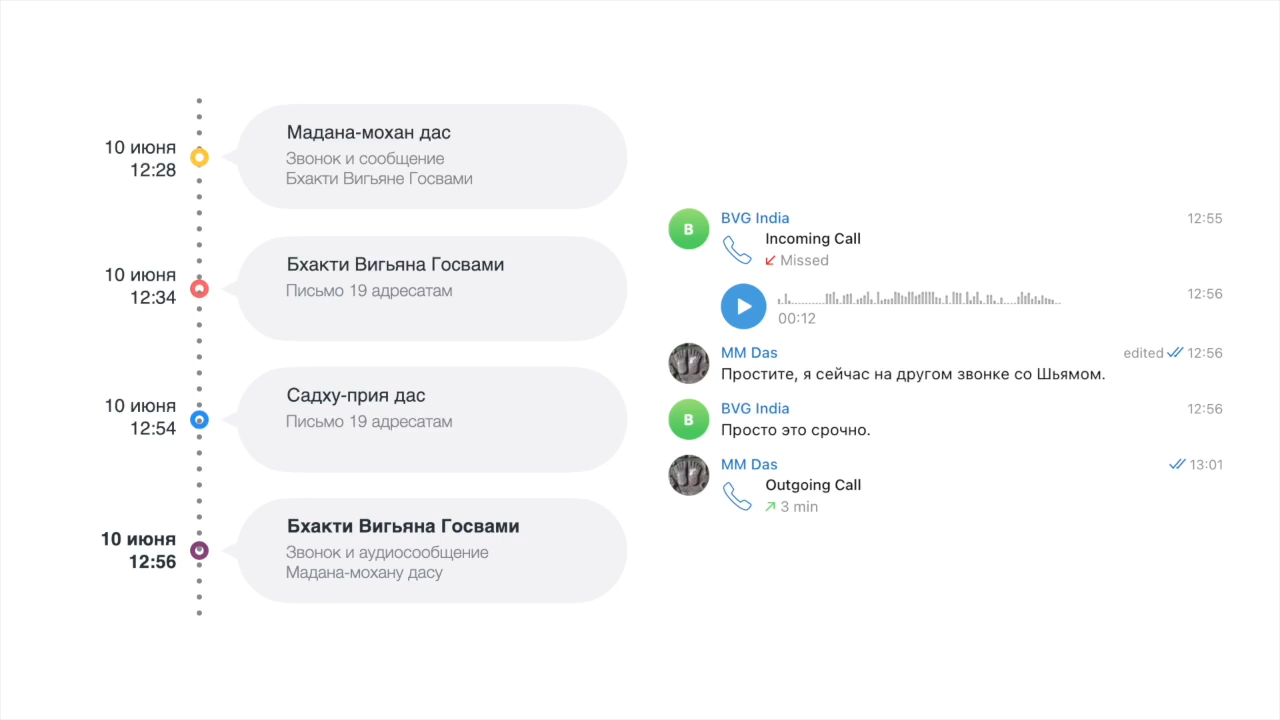 10 июня
12:28
Мадана-мохан дас
Звонок и сообщение
Бхакти Вигьяне Госвами
10 июня
12:34
Бхакти Вигьяна Госвами
Письмо 19 адресатам
10 июня
12:54
Садху-прия дас
Письмо 19 адресатам
10 июня
12:56
Бхакти Вигьяна Госвами
Звонок и аудиосообщение
Мадана-мохану дасу
B
BVG India
12:55
Incoming Call
Missed
12:56
00:12
MM Das
edited 12:56
Простите, я сейчас на другом звонке со Шьямом.
B
BVG India
12:56
Просто это срочно.
MM Das
13:01
Outgoing Call
3 min